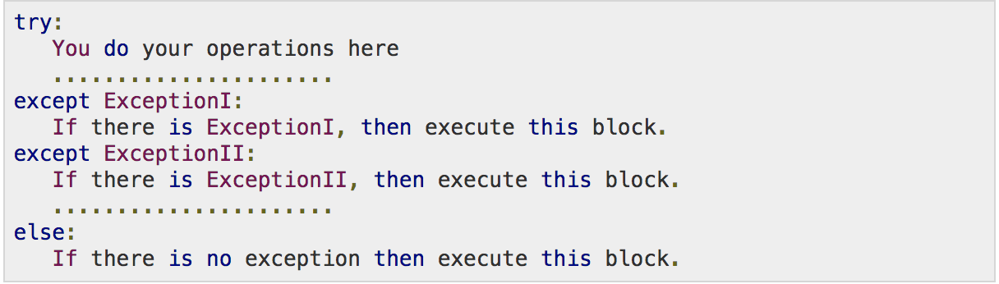 try:
   You do your operations here
   ......................
except ExceptionI:
   If there is ExceptionI, then execute this block.
except ExceptionII:
   If there is ExceptionII, then execute this block.
   ......................
else:
   If there is no exception then execute this block.